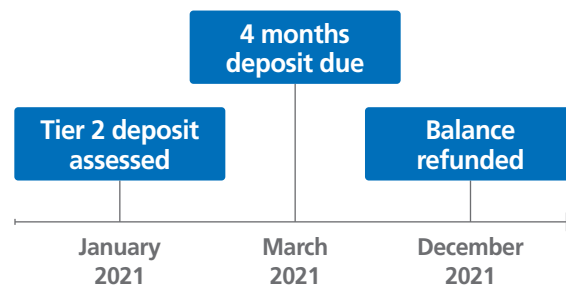 4 months
deposit due
Tier 2 deposit
assessed
Balance
refunded
January
2021
March
2021
December
2021